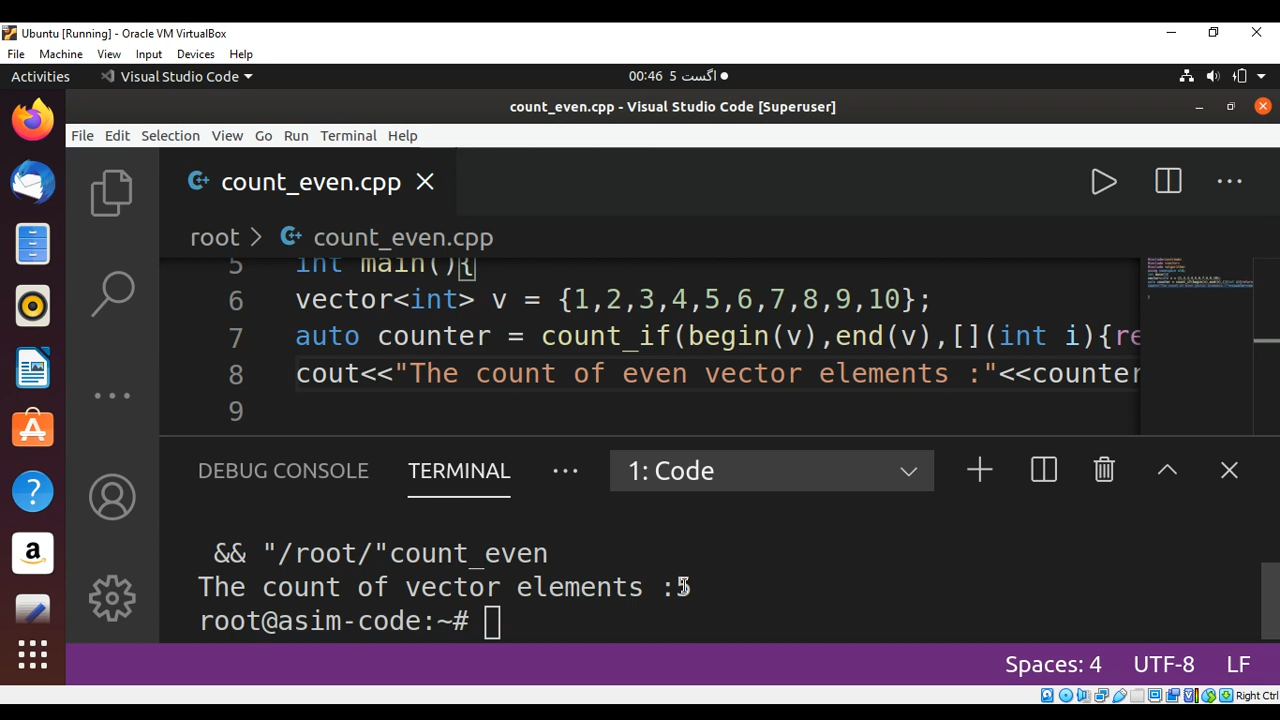 Ubuntu [Running] - Oracle VM VirtualBox
File Machine View Input Devices Help
Activities Visual Studio Code 00:46 5 اگست
count_even.cpp - Visual Studio Code [Superuser]
File Edit Selection View Go Run Terminal Help
count_even.cpp
root > count_even.cpp
5 int main(){
6 vector<int> v = {1,2,3,4,5,6,7,8,9,10};
7 auto counter = count_if(begin(v),end(v),[](int i){re
8 cout<<"The count of even vector elements :"<<counter
9
DEBUG CONSOLE TERMINAL ... 1: Code
&& "/root/"count_even
The count of vector elements :5
root@asim-code:~#
Spaces: 4 UTF-8 LF
Right Ctrl